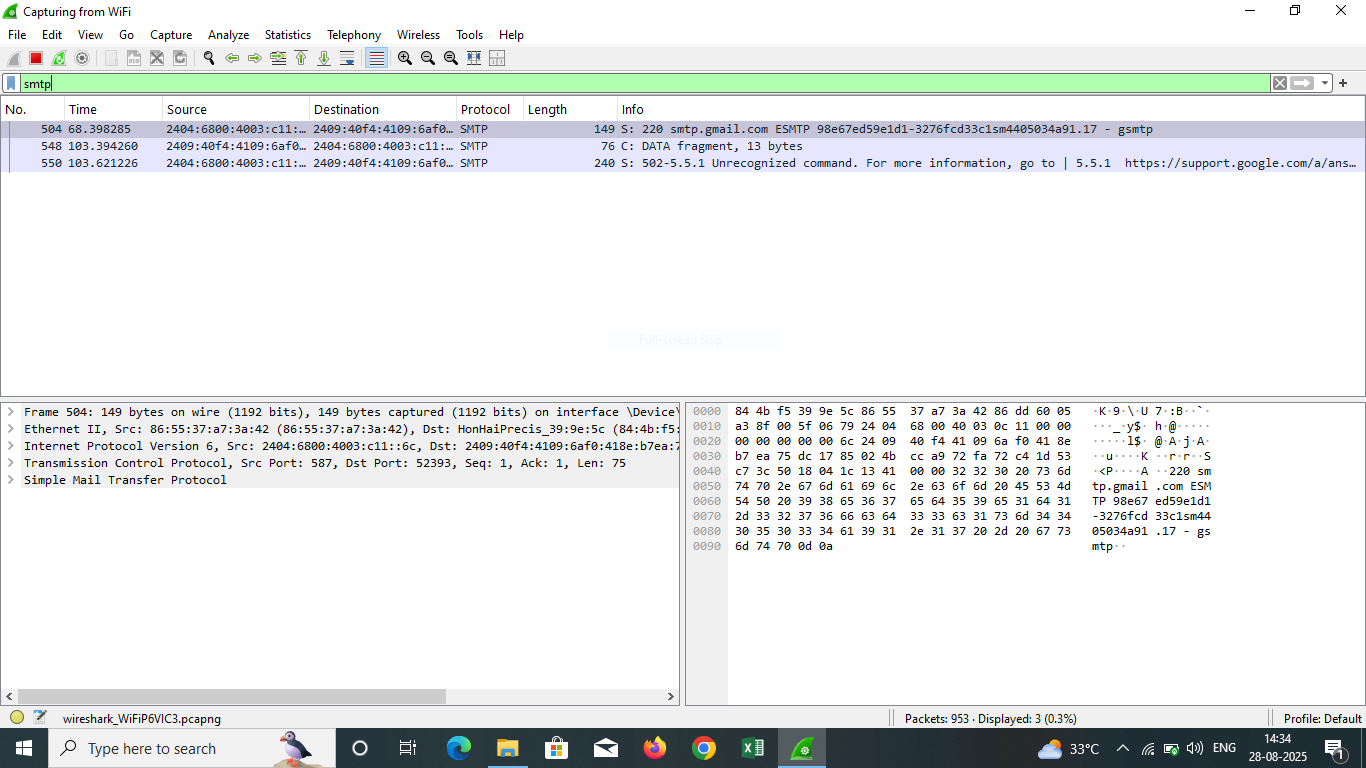 Capturing from WiFi
File Edit View Go Capture Analyze Statistics Telephony Wireless Tools Help
smtp
No. Time Source Destination Protocol Length Info
504 68.398285 2404:6800:4003:c11::… 2409:40f4:4109:6af0… SMTP 149 S: 220 smtp.gmail.com ESMTP 98e67ed59e1d1-3276fcd33c1sm4405034a91.17 - gsmtp
548 103.394260 2409:40f4:4109:6af0… 2404:6800:4003:c11:… SMTP 76 C: DATA fragment, 13 bytes
550 103.621226 2404:6800:4003:c11::… 2409:40f4:4109:6af0… SMTP 240 S: 502-5.5.1 Unrecognized command. For more information, go to | 5.5.1 https://support.google.com/a/ans…
Full-screen Snip
Frame 504: 149 bytes on wire (1192 bits), 149 bytes captured (1192 bits) on interface \Device\
Ethernet II, Src: 86:55:37:a7:3a:42 (86:55:37:a7:3a:42), Dst: HonHaiPrecis_39:9e:5c (84:4b:f5:
Internet Protocol Version 6, Src: 2404:6800:4003:c11::6c, Dst: 2409:40f4:4109:6af0:418e:b7ea:7
Transmission Control Protocol, Src Port: 587, Dst Port: 52393, Seq: 1, Ack: 1, Len: 75
Simple Mail Transfer Protocol
0000 84 4b f5 39 9e 5c 86 55 37 a7 3a 42 86 dd 60 05 ·K·9·\·U 7·:B··`·
0010 a3 8f 00 5f 06 79 24 04 68 00 40 03 0c 11 00 00 ···_·y$· h·@·····
0020 00 00 00 00 00 6c 24 09 40 f4 41 09 6a f0 41 8e ·····l$· @·A·j·A·
0030 b7 ea 75 dc 17 85 02 4b cc a9 72 fa 72 c4 1d 53 ··u····K ··r·r··S
0040 c7 3c 50 18 04 1c 13 41 00 00 32 32 30 20 73 6d ·<P····A ··220 sm
0050 74 70 2e 67 6d 61 69 6c 2e 63 6f 6d 20 45 53 4d tp.gmail .com ESM
0060 54 50 20 39 38 65 36 37 65 64 35 39 65 31 64 31 TP 98e67 ed59e1d1
0070 2d 33 32 37 36 66 63 64 33 33 63 31 73 6d 34 34 -3276fcd 33c1sm44
0080 30 35 30 33 34 61 39 31 2e 31 37 20 2d 20 67 73 05034a91 .17 - gs
0090 6d 74 70 0d 0a mtp··
wireshark_WiFiP6VIC3.pcapng Packets: 953 · Displayed: 3 (0.3%) Profile: Default
Type here to search 33°C ENG 14:34
28-08-2025 1